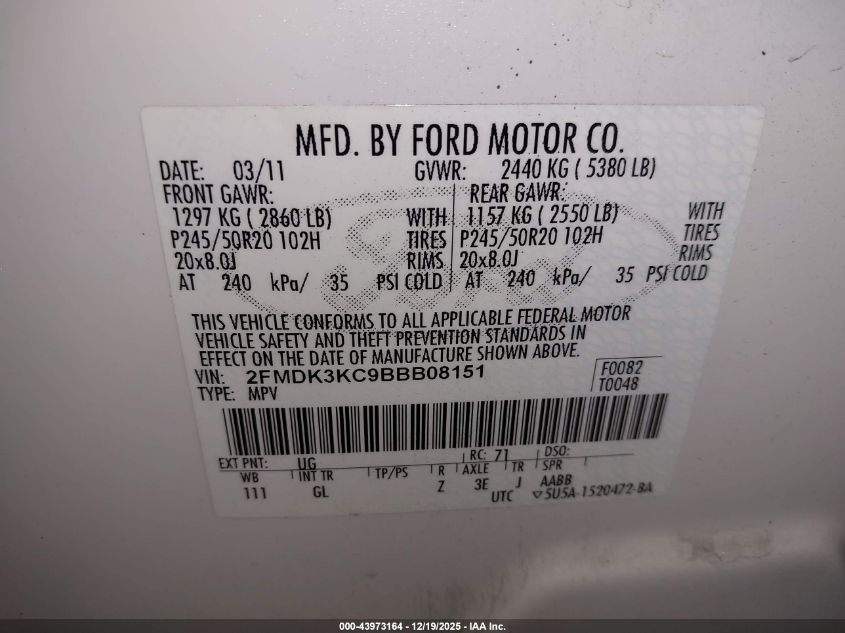 MFD. BY FORD MOTOR CO.
DATE: 03/11 GVWR: 2440 KG ( 5380 LB)
FRONT GAWR: REAR GAWR:
1297 KG ( 2860 LB) WITH 1157 KG ( 2550 LB) WITH
P245/50R20 102H TIRES P245/50R20 102H TIRES
20x8.0J RIMS 20x8.0J RIMS
AT 240 kPa/ 35 PSI COLD AT 240 kPa/ 35 PSI COLD
THIS VEHICLE CONFORMS TO ALL APPLICABLE FEDERAL MOTOR
VEHICLE SAFETY AND THEFT PREVENTION STANDARDS IN
EFFECT ON THE DATE OF MANUFACTURE SHOWN ABOVE.
VIN: 2FMDK3KC9BBB08151 F0082
TYPE: MPV T0048
EXT PNT: UG RC: 71 DSO:
WB INT TR TP/PS R AXLE TR SPR
111 GL Z 3E J AABB
UTC ▽5U5A-1520472-BA
000-43973164 - 12/19/2025 - IAA Inc.